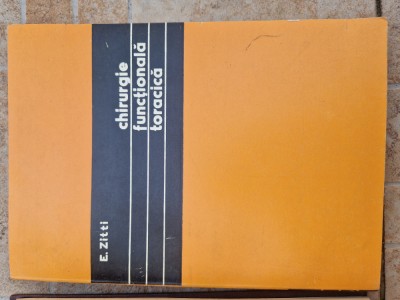 E. Zitti
chirurgie
funcțională
toracică